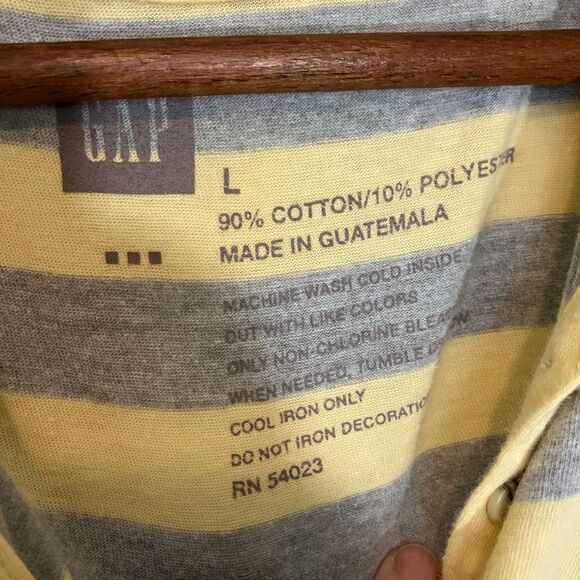 GAP
L
90% COTTON/10% POLYESTER
MADE IN GUATEMALA
MACHINE WASH COLD INSIDE
OUT WITH LIKE COLORS
ONLY NON-CHLORINE BLEACH
WHEN NEEDED, TUMBLE
COOL IRON ONLY
DO NOT IRON DECORATION
RN 54023